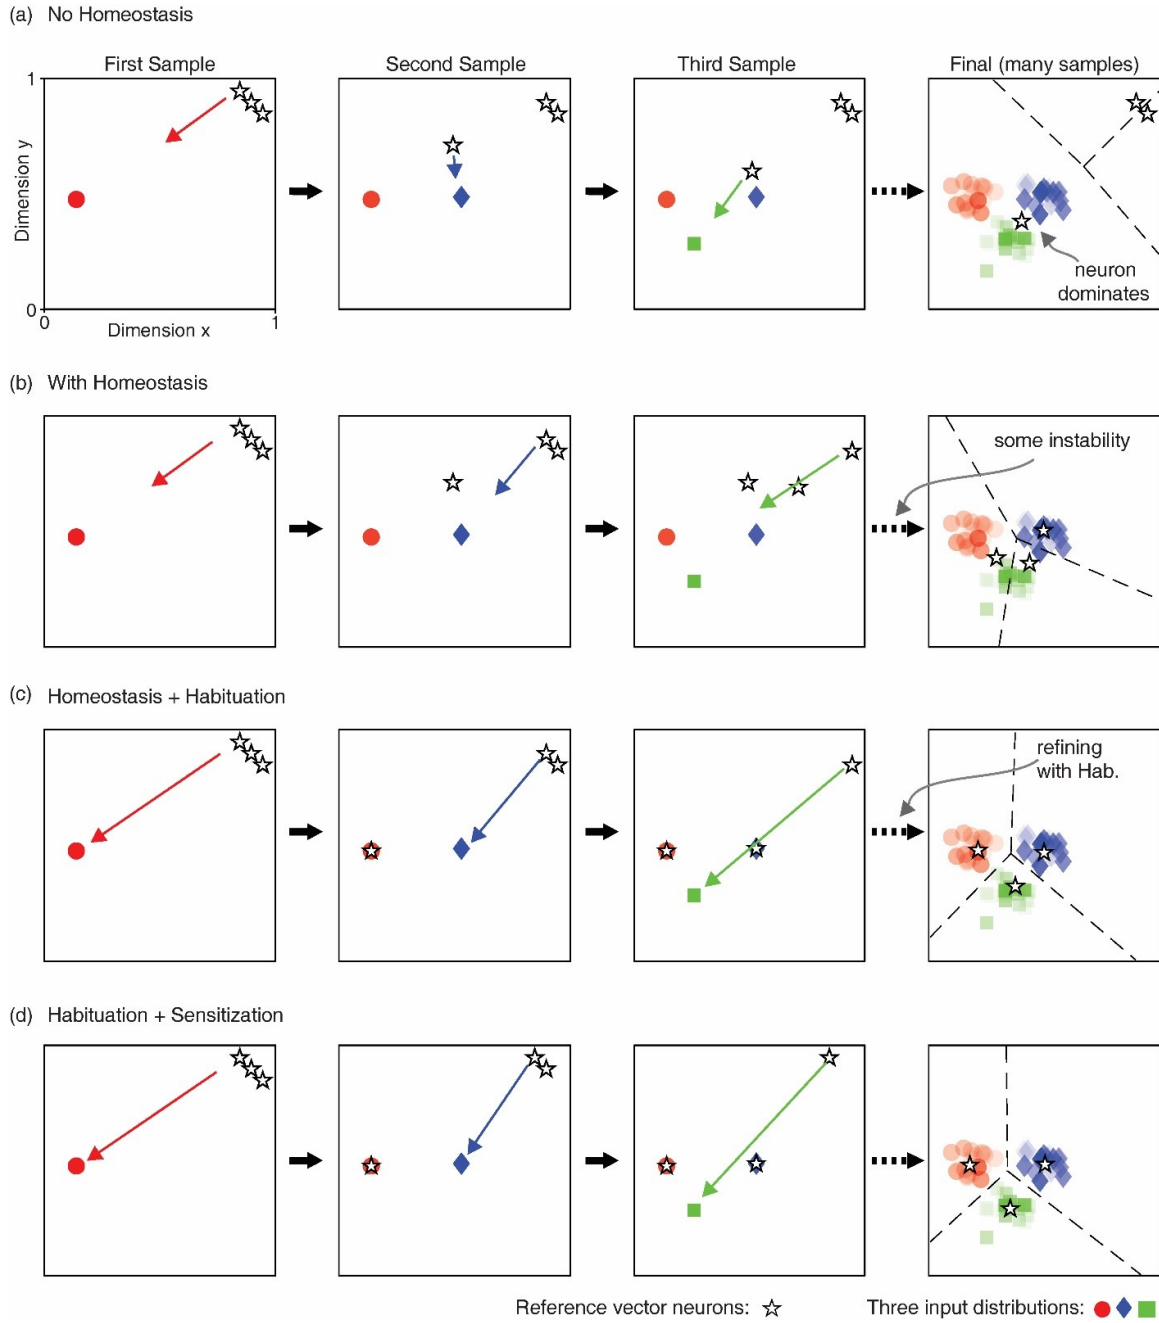 (a) No Homeostasis
First Sample
Second Sample
Third Sample
Final (many samples)
1
Dimension y
0
0
Dimension x
1
neuron
dominates
(b) With Homeostasis
some instability
(c) Homeostasis + Habituation
refining
with Hab.
(d) Habituation + Sensitization
Reference vector neurons:
Three input distributions: